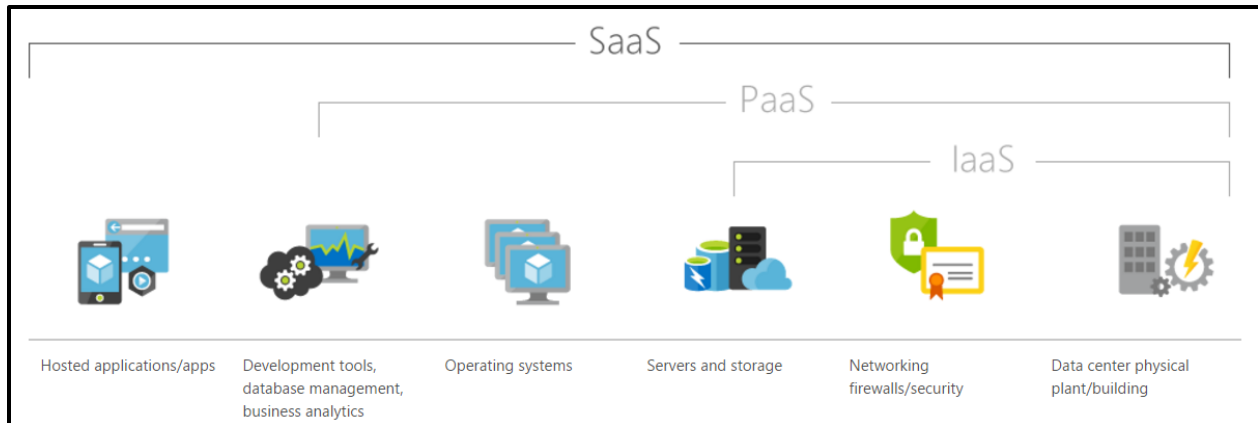 SaaS
PaaS
IaaS
Hosted applications/apps
Development tools,
database management,
business analytics
Operating systems
Servers and storage
Networking
firewalls/security
Data center physical
plant/building